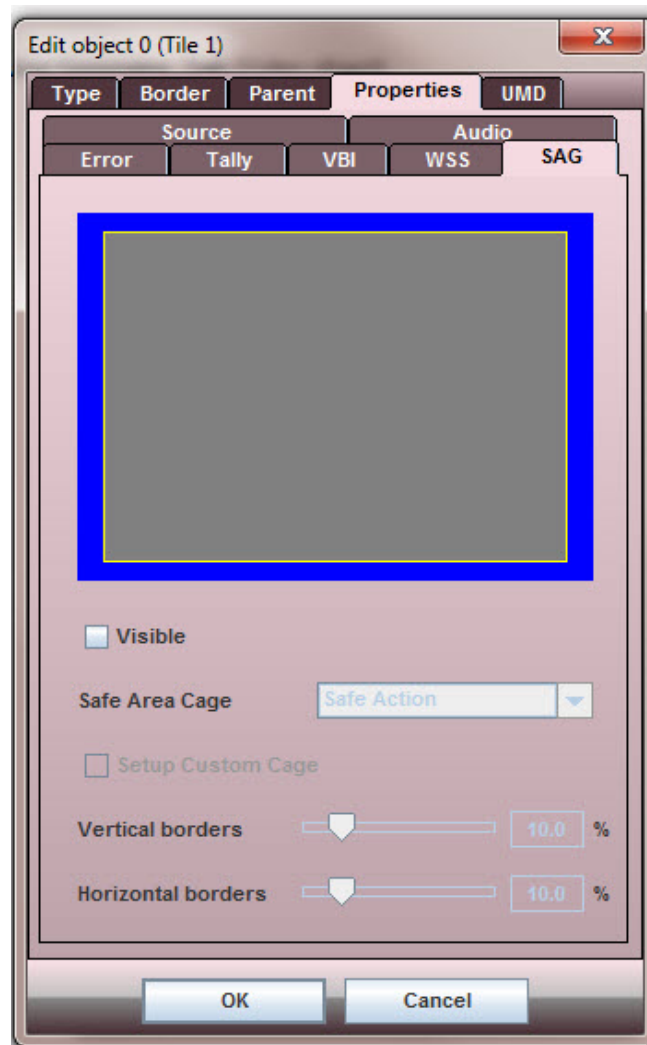 Edit object 0 (Tile 1)
Type Border Parent Properties UMD
Source Audio
Error Tally VBI WSS SAG
Visible
Safe Area Cage Safe Action
Setup Custom Cage
Vertical borders 10.0 %
Horizontal borders 10.0 %
OK Cancel